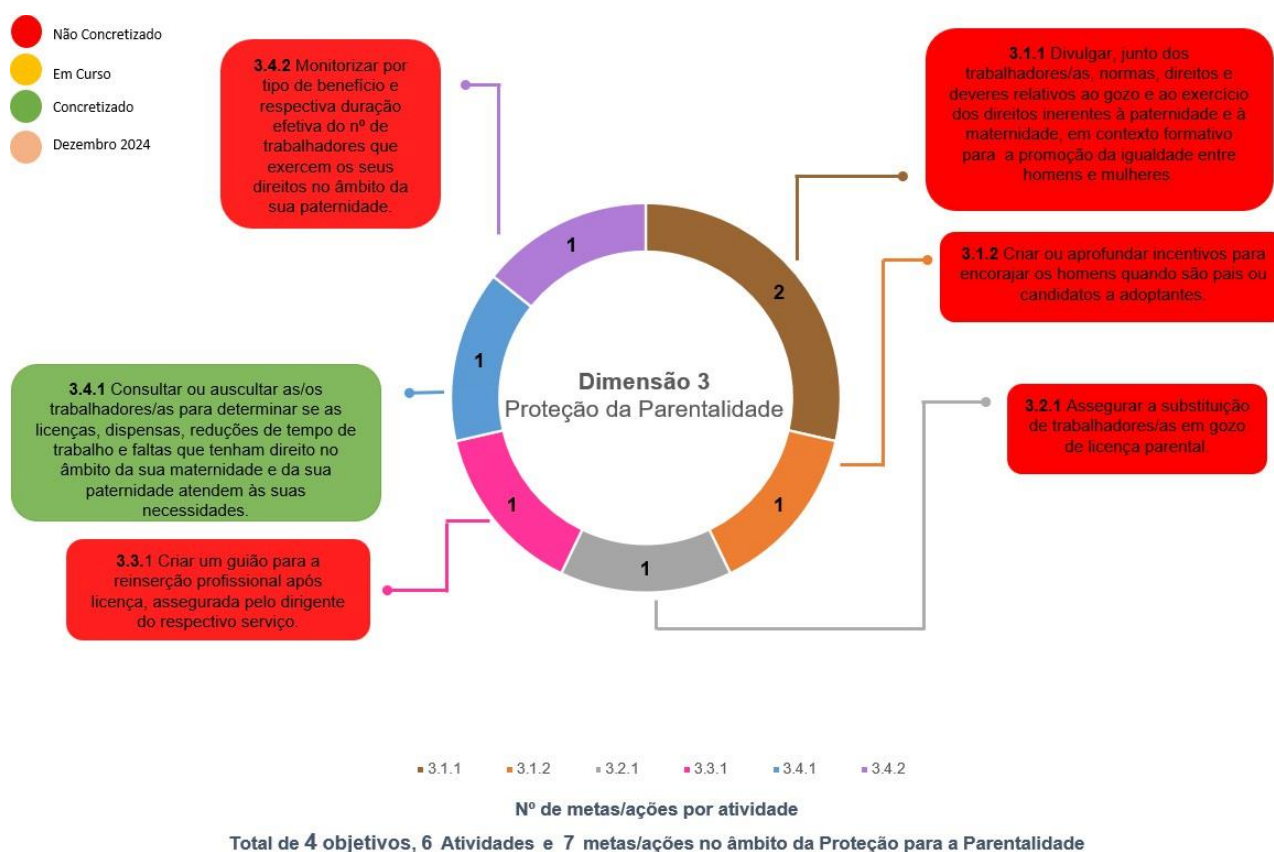 Não Concretizado
Em Curso
Concretizado
Dezembro 2024
3.4.2 Monitorizar por
tipo de benefício e
respectiva duração
efetiva do nº de
trabalhadores que
exercem os seus
direitos no âmbito da
sua paternidade.
3.1.1 Divulgar, junto dos
trabalhadores/as, normas, direitos e
deveres relativos ao gozo e ao exercício
dos direitos inerentes à paternidade e à
maternidade, em contexto formativo
para a promoção da igualdade entre
homens e mulheres.
3.1.2 Criar ou aprofundar incentivos para
encorajar os homens quando são pais ou
candidatos a adoptantes.
3.4.1 Consultar ou auscultar as/os
trabalhadores/as para determinar se as
licenças, dispensas, reduções de tempo de
trabalho e faltas que tenham direito no
âmbito da sua maternidade e da sua
paternidade atendem às suas
necessidades.
3.2.1 Assegurar a substituição
de trabalhadores/as em gozo
de licença parental.
3.3.1 Criar um guião para a
reinserção profissional após
licença, assegurada pelo dirigente
do respectivo serviço.
1
2
1
1
1
1
Dimensão 3
Proteção da Parentalidade
3.1.1 3.1.2 3.2.1 3.3.1 3.4.1 3.4.2
Nº de metas/ações por atividade
Total de 4 objetivos, 6 Atividades e 7 metas/ações no âmbito da Proteção para a Parentalidade